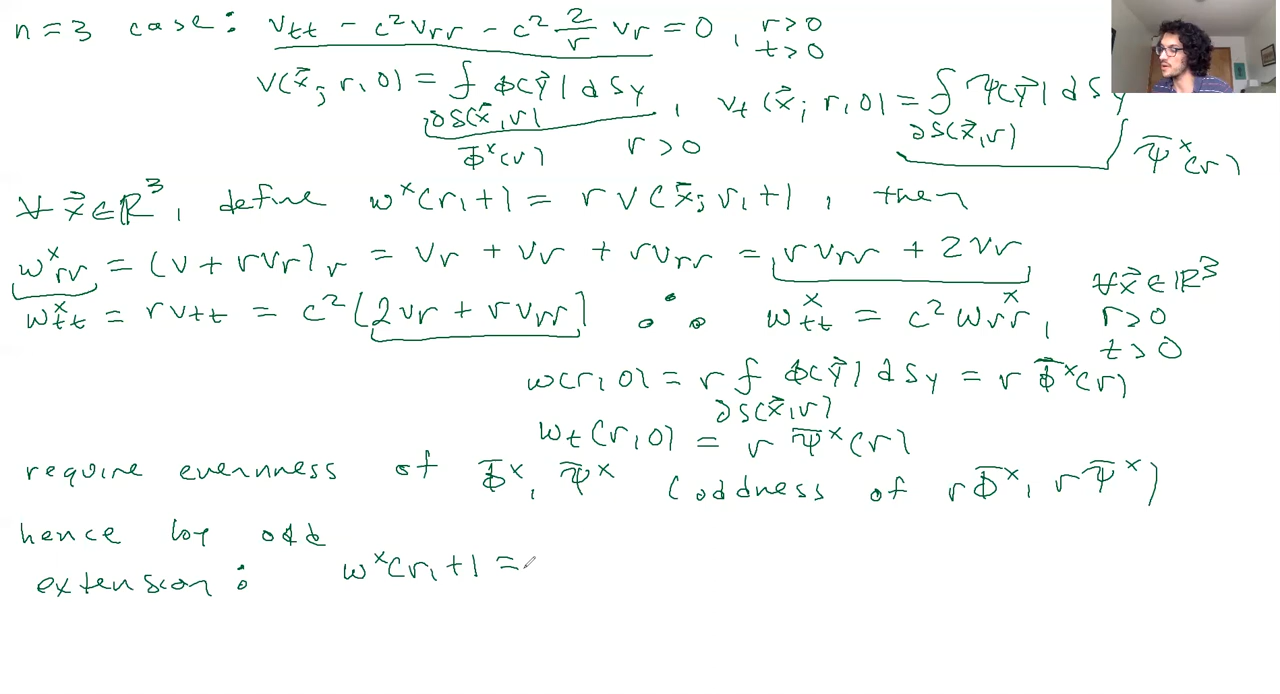 n=3 case: v_tt - c² v_rr - c² 2/r v_r = 0, r>0
t>0
v(x⃗; r, 0) = ⨍ ϕ(y⃗) dS_y, v_t(x⃗; r, 0) = ⨍ Ψ(y⃗) dS_y
∂S(x⃗, r) ∂S(x⃗, r)
Φ̄^x(r) r>0 Ψ̄^x(r)
∀ x⃗ ∈ ℝ³, define w^x(r, t) = r v(x⃗; r, t), then
w^x_rr = (v + r v_r)_r = v_r + v_r + r v_rr = r v_rr + 2 v_r
w^x_tt = r v_tt = c² (2 v_r + r v_rr) ∴ w^x_tt = c² w^x_rr, ∀ x⃗ ∈ ℝ³
r>0
t>0
w(r, 0) = r ⨍ ϕ(y⃗) dS_y = r Φ̄^x(r)
∂S(x⃗, r)
w_t(r, 0) = r Ψ̄^x(r)
require evenness of Φ̄^x, Ψ̄^x (oddness of r Φ̄^x, r Ψ̄^x)
hence by odd
extension: w^x(r, t) =